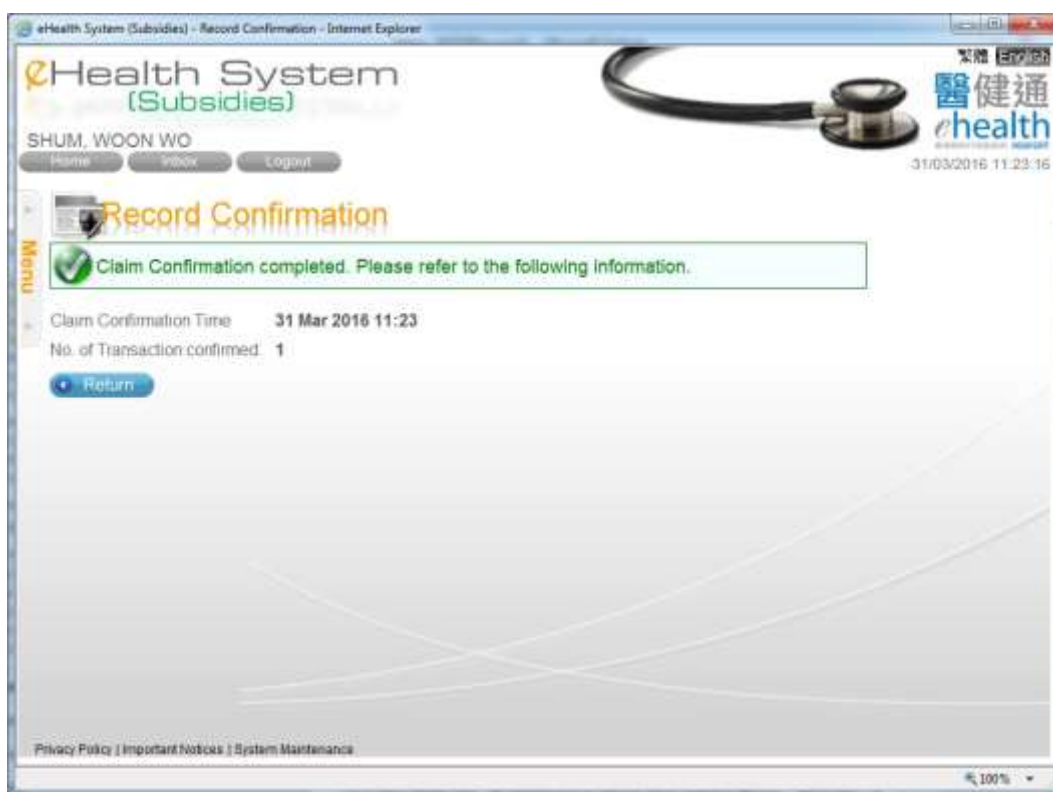 eHealth System (Subsidies) - Record Confirmation - Internet Explorer
繁體 English
eHealth System
(Subsidies)
醫健通
ehealth
SHUM, WOON WO
Home Inbox Logout
31/03/2016 11:23:16
Record Confirmation
Menu
Claim Confirmation completed. Please refer to the following information.
Claim Confirmation Time 31 Mar 2016 11:23
No. of Transaction confirmed 1
Return
Privacy Policy | Important Notices | System Maintenance
100%